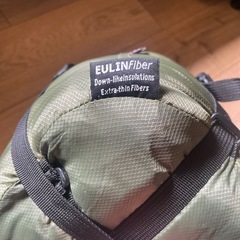 EULINFiber
Down-likeinsulations
Extra-thin Fibers